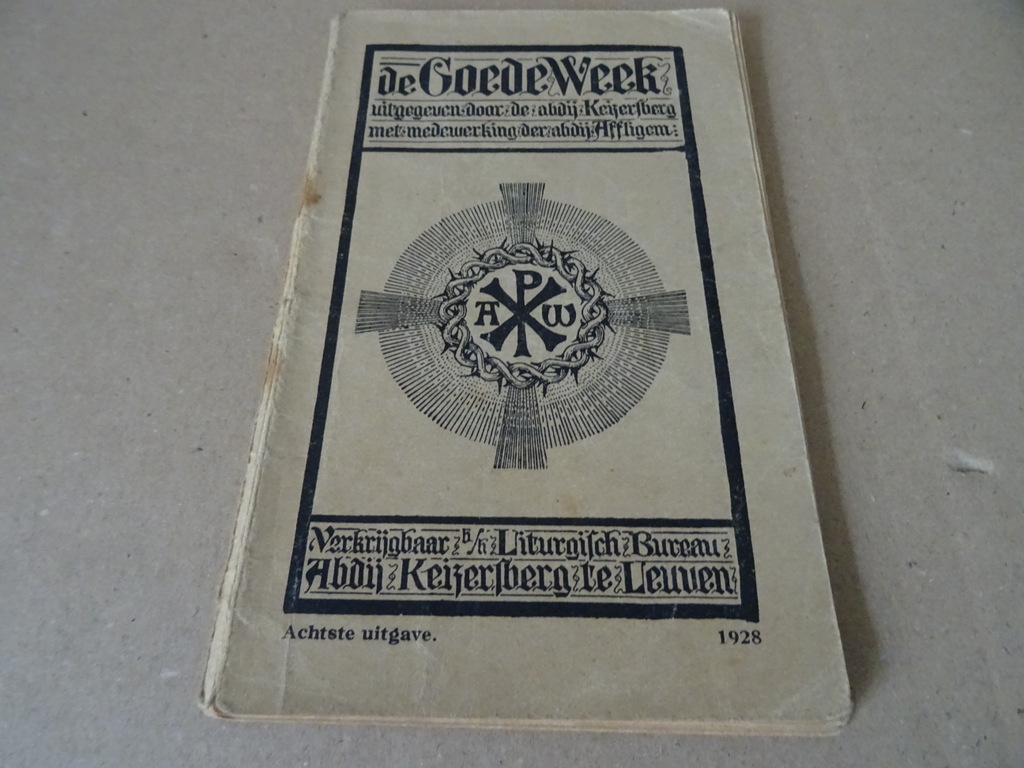 de Goede Week
uitgegeven door de abdij Keizersberg
met medewerking der abdij Affligem
A P ω
Verkrijgbaar h/h Liturgisch Bureau
Abdij Keizersberg te Leuven
Achtste uitgave. 1928